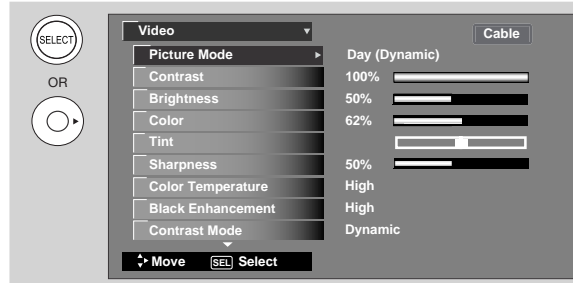 SELECT
OR
Video
Cable
Picture Mode Day (Dynamic)
Contrast 100%
Brightness 50%
Color 62%
Tint
Sharpness 50%
Color Temperature High
Black Enhancement High
Contrast Mode Dynamic
Move SEL Select